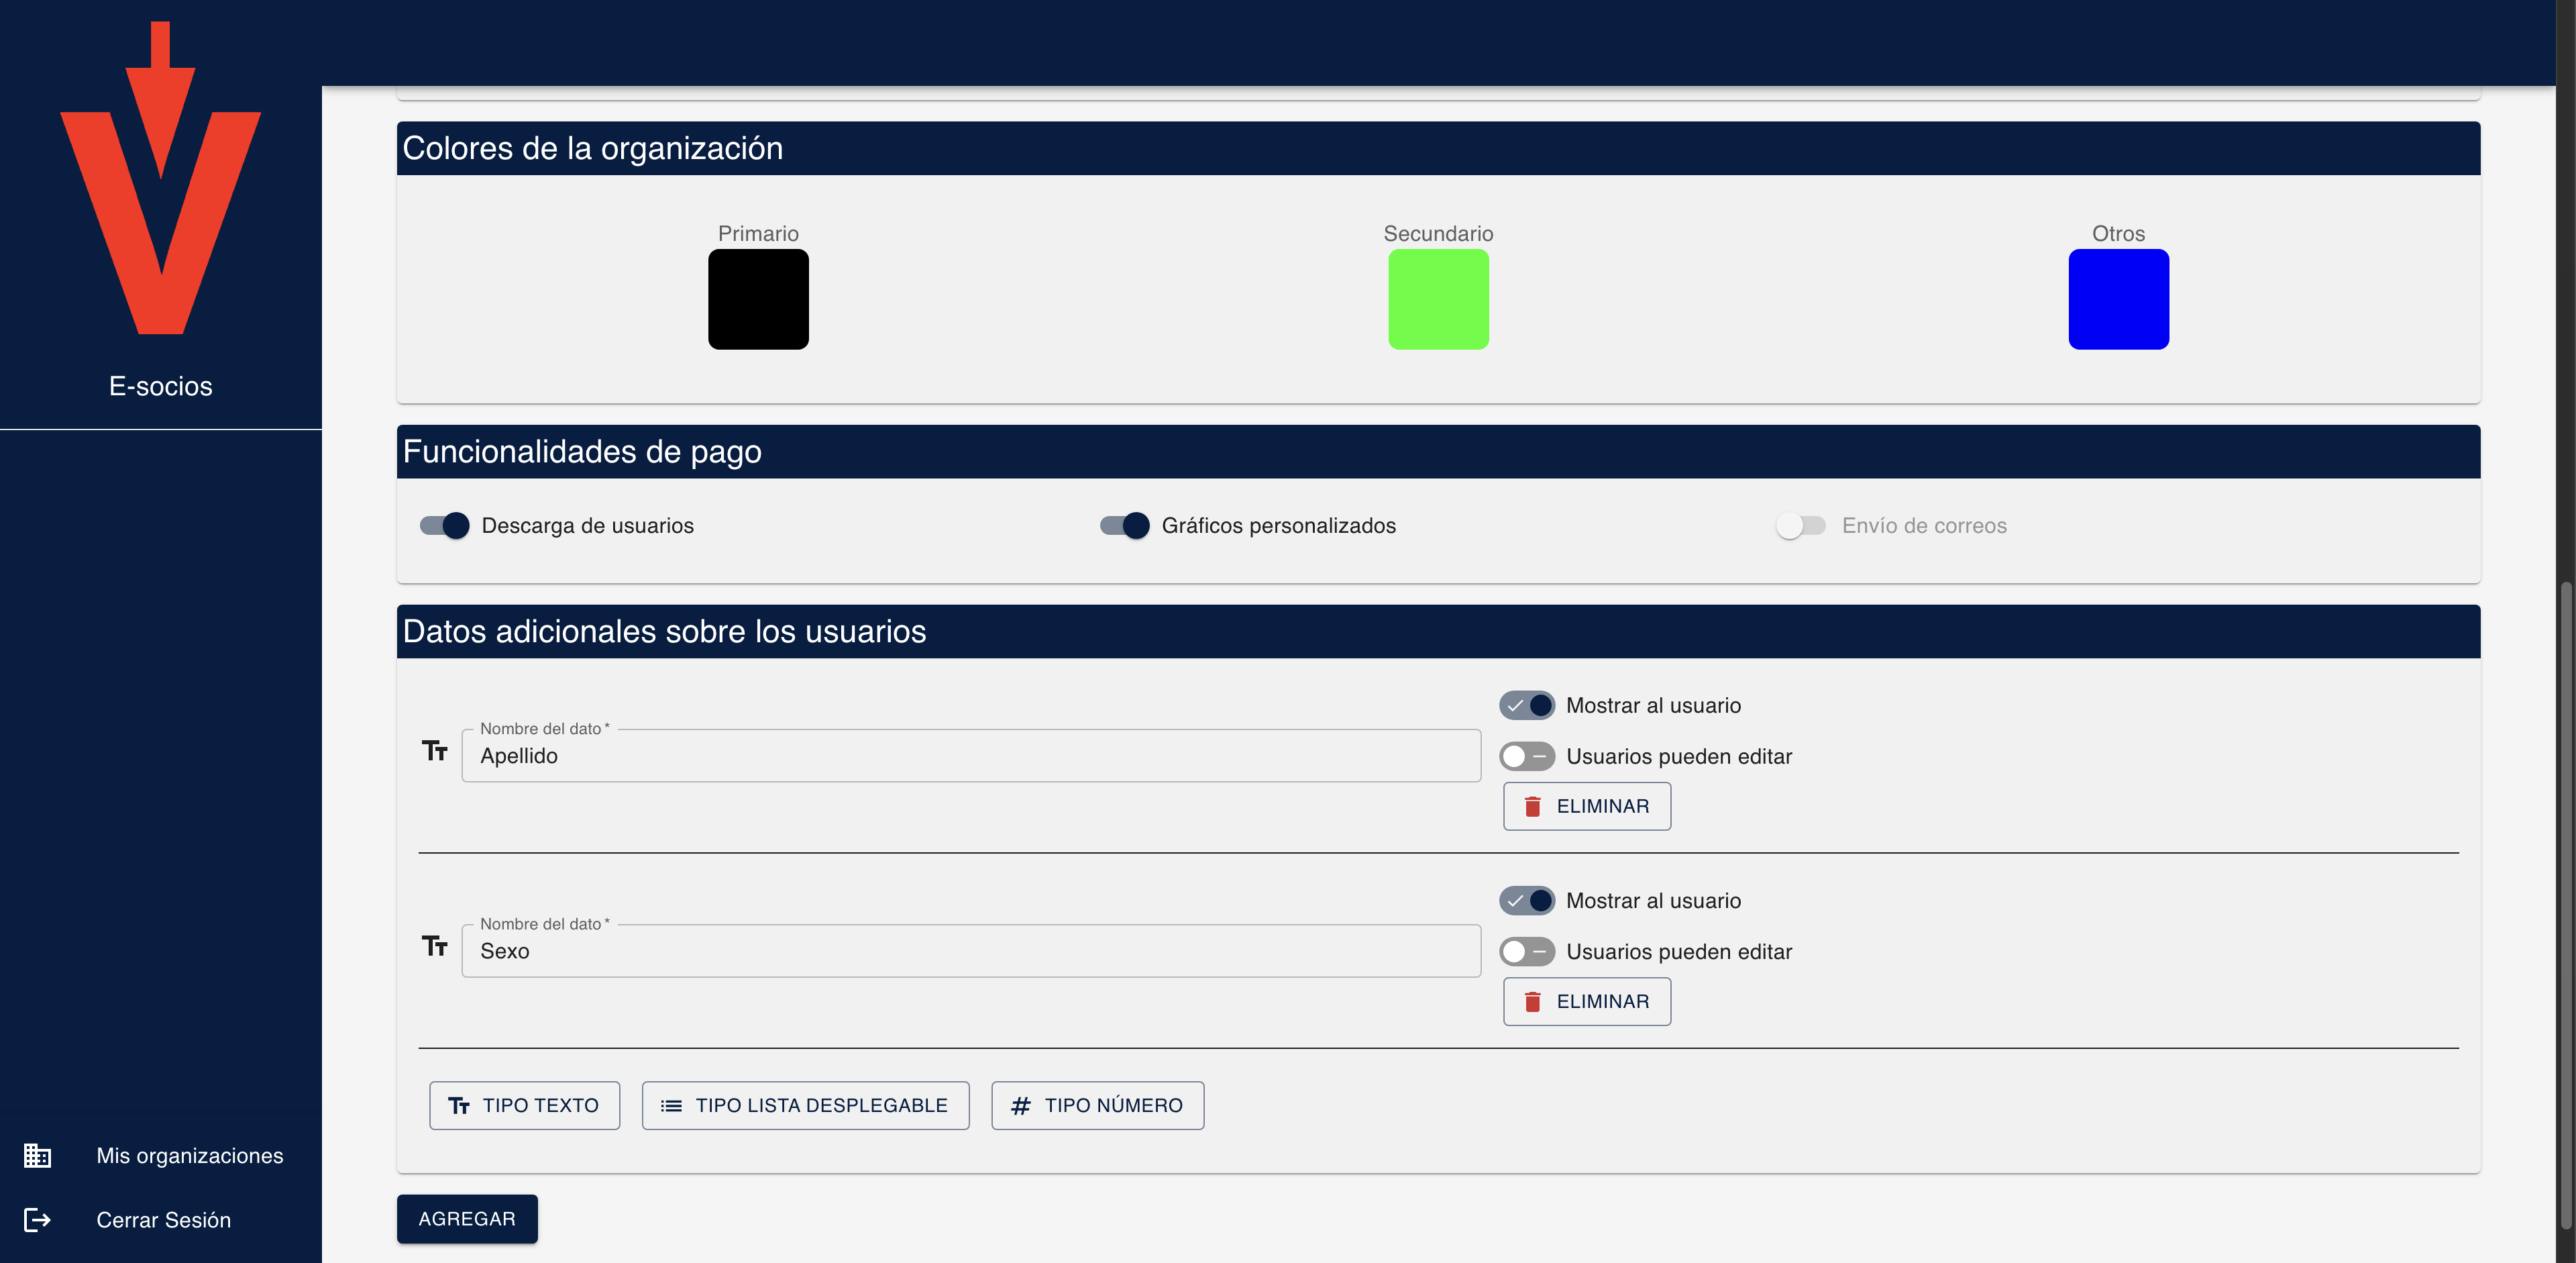 E-socios
Mis organizaciones
Cerrar Sesión
Colores de la organización
Primario
Secundario
Otros
Funcionalidades de pago
Descarga de usuarios
Gráficos personalizados
Envío de correos
Datos adicionales sobre los usuarios
Nombre del dato *
Apellido
Mostrar al usuario
Usuarios pueden editar
ELIMINAR
Nombre del dato *
Sexo
Mostrar al usuario
Usuarios pueden editar
ELIMINAR
TIPO TEXTO
TIPO LISTA DESPLEGABLE
TIPO NÚMERO
AGREGAR